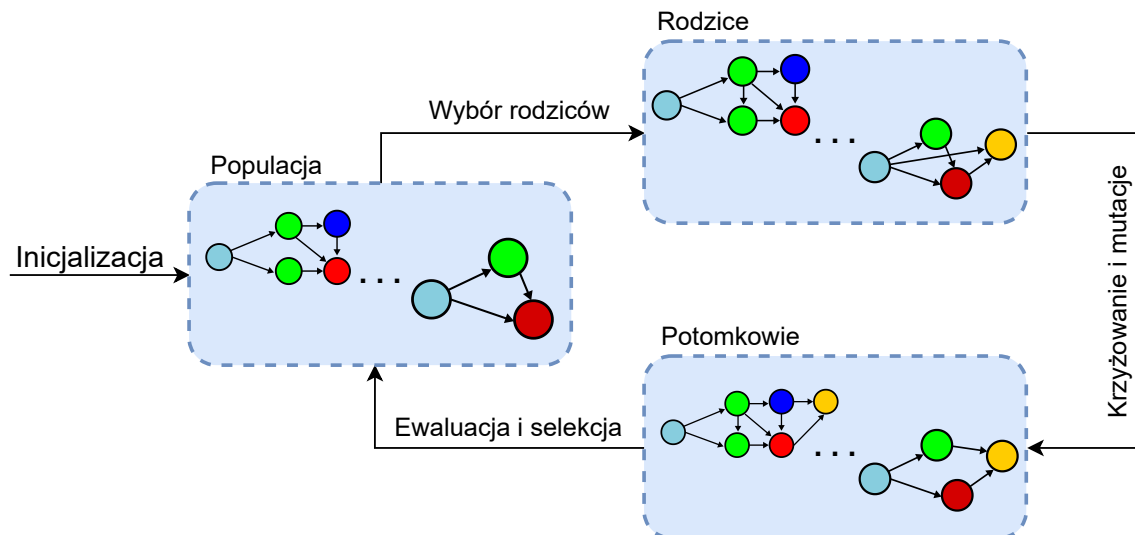 Rodzice
Wybór rodziców
Populacja
Inicjalizacja
. . .
. . .
Krzyżowanie i mutacje
Potomkowie
Ewaluacja i selekcja
. . .